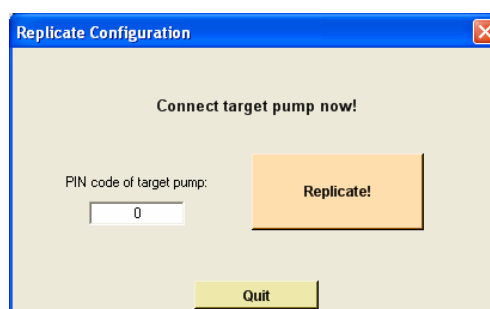 Replicate Configuration
Connect target pump now!
PIN code of target pump:
0
Replicate!
Quit